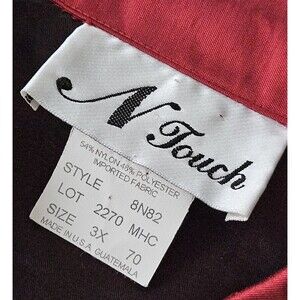 N Touch
54% NYLON 46% POLYESTER
IMPORTED FABRIC
STYLE 8N82
LOT 2270 MHC
SIZE 3X 70
MADE IN U.S.A. GUATEMALA